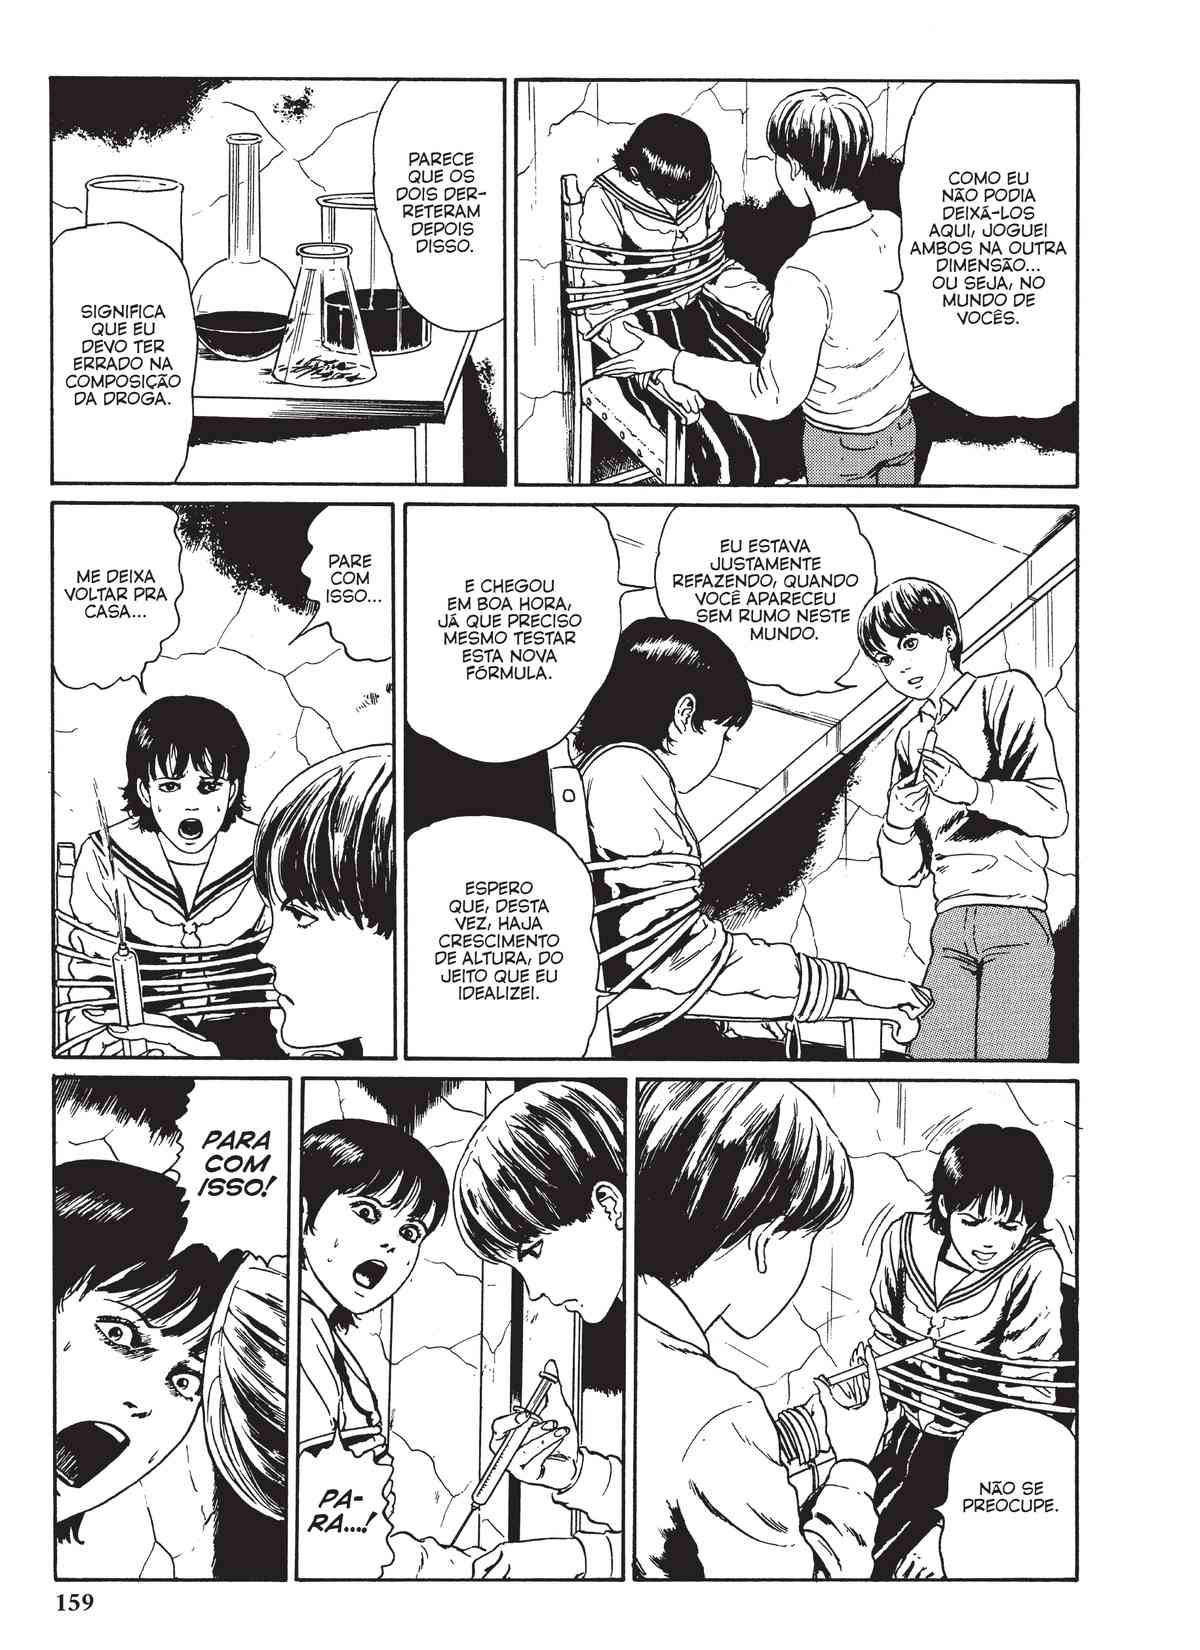 COMO EU
NÃO PODIA
DEIXÁ-LOS
AQUI, JOGUEI
AMBOS NA OUTRA
DIMENSÃO...
OU SEJA, NO
MUNDO DE
VOCÊS.
PARECE
QUE OS
DOIS DER-
RETERAM
DEPOIS
DISSO.
SIGNIFICA
QUE EU
DEVO TER
ERRADO NA
COMPOSIÇÃO
DA DROGA.
EU ESTAVA
JUSTAMENTE
REFAZENDO, QUANDO
VOCÊ APARECEU
SEM RUMO NESTE
MUNDO.
E CHEGOU
EM BOA HORA,
JÁ QUE PRECISO
MESMO TESTAR
ESTA NOVA
FÓRMULA.
ESPERO
QUE, DESTA
VEZ, HAJA
CRESCIMENTO
DE ALTURA, DO
JEITO QUE EU
IDEALIZEI.
PARE
COM
ISSO...
ME DEIXA
VOLTAR PRA
CASA...
NÃO SE
PREOCUPE.
PA-
RA...!
PARA
COM
ISSO!
159